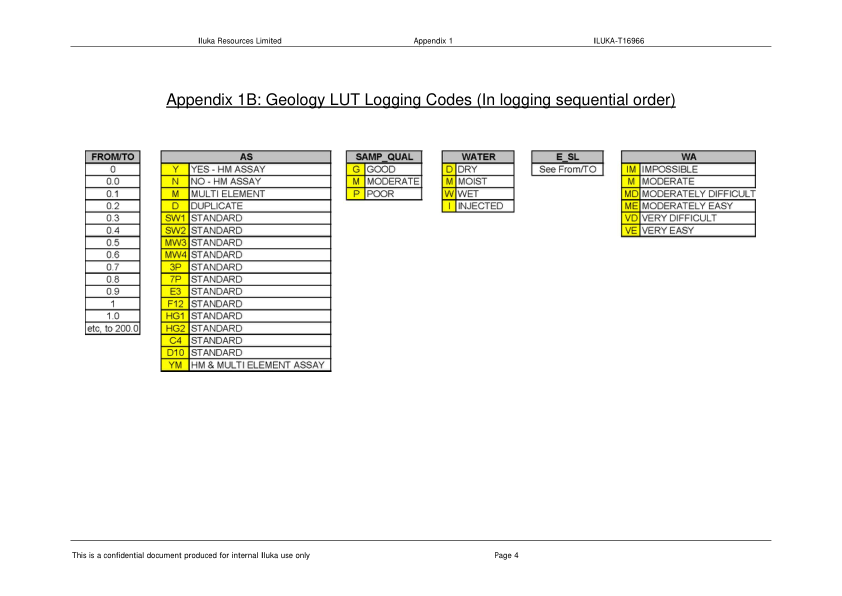 Iluka Resources Limited Appendix 1 ILUKA-T16966
Appendix 1B: Geology LUT Logging Codes (In logging sequential order)
FROM/TO
0
0.0
0.1
0.2
0.3
0.4
0.5
0.6
0.7
0.8
0.9
1
1.0
etc, to 200.0
AS
Y YES - HM ASSAY
N NO - HM ASSAY
M MULTI ELEMENT
D DUPLICATE
SW1 STANDARD
SW2 STANDARD
MW3 STANDARD
MW4 STANDARD
3P STANDARD
7P STANDARD
E3 STANDARD
F12 STANDARD
HG1 STANDARD
HG2 STANDARD
C4 STANDARD
D10 STANDARD
YM HM & MULTI ELEMENT ASSAY
SAMP_QUAL
G GOOD
M MODERATE
P POOR
WATER
D DRY
M MOIST
W WET
I INJECTED
E_SL
See From/TO
WA
IM IMPOSSIBLE
M MODERATE
MD MODERATELY DIFFICULT
ME MODERATELY EASY
VD VERY DIFFICULT
VE VERY EASY
This is a confidential document produced for internal Iluka use only Page 4